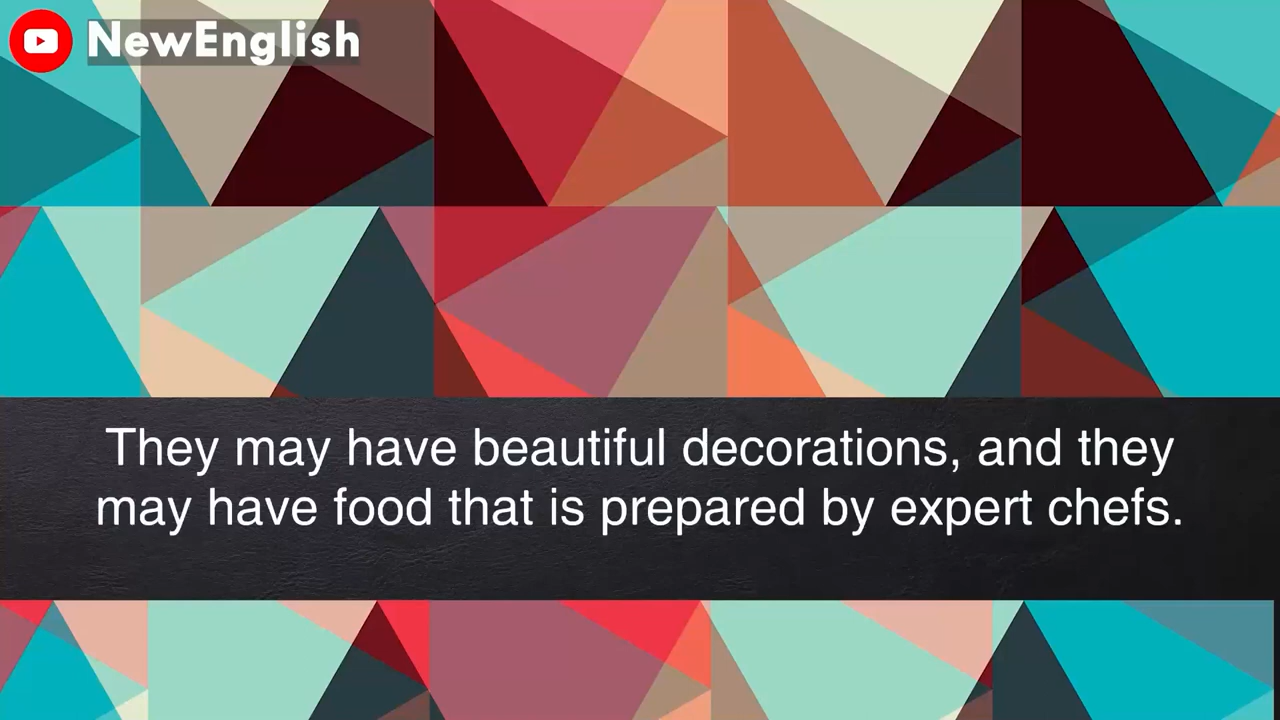 NewEnglish
They may have beautiful decorations, and they
may have food that is prepared by expert chefs.